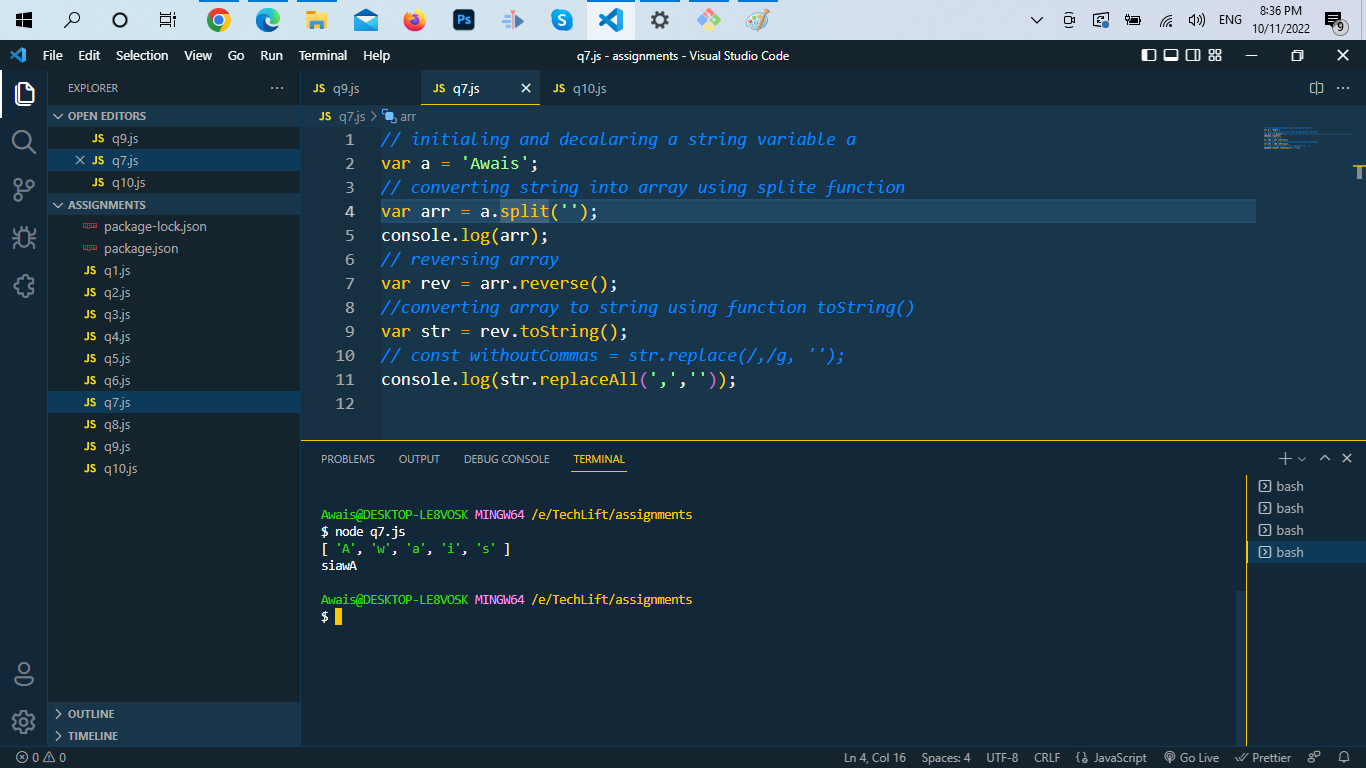 Ps
S
ENG
8:36 PM
10/11/2022
9
File Edit Selection View Go Run Terminal Help
q7.js - assignments - Visual Studio Code
EXPLORER
OPEN EDITORS
JS q9.js
JS q7.js
JS q10.js
ASSIGNMENTS
package-lock.json
package.json
JS q1.js
JS q2.js
JS q3.js
JS q4.js
JS q5.js
JS q6.js
JS q7.js
JS q8.js
JS q9.js
JS q10.js
OUTLINE
TIMELINE
JS q9.js JS q7.js JS q10.js
JS q7.js > arr
1 // initialing and decalaring a string variable a
2 var a = 'Awais';
3 // converting string into array using splite function
4 var arr = a.split('');
5 console.log(arr);
6 // reversing array
7 var rev = arr.reverse();
8 //converting array to string using function toString()
9 var str = rev.toString();
10 // const withoutCommas = str.replace(/,/g, '');
11 console.log(str.replaceAll(',',''));
12
PROBLEMS OUTPUT DEBUG CONSOLE TERMINAL
Awais@DESKTOP-LE8VOSK MINGW64 /e/TechLift/assignments
$ node q7.js
[ 'A', 'w', 'a', 'i', 's' ]
siawA
Awais@DESKTOP-LE8VOSK MINGW64 /e/TechLift/assignments
$
bash
bash
bash
bash
0 0 Ln 4, Col 16 Spaces: 4 UTF-8 CRLF JavaScript Go Live Prettier